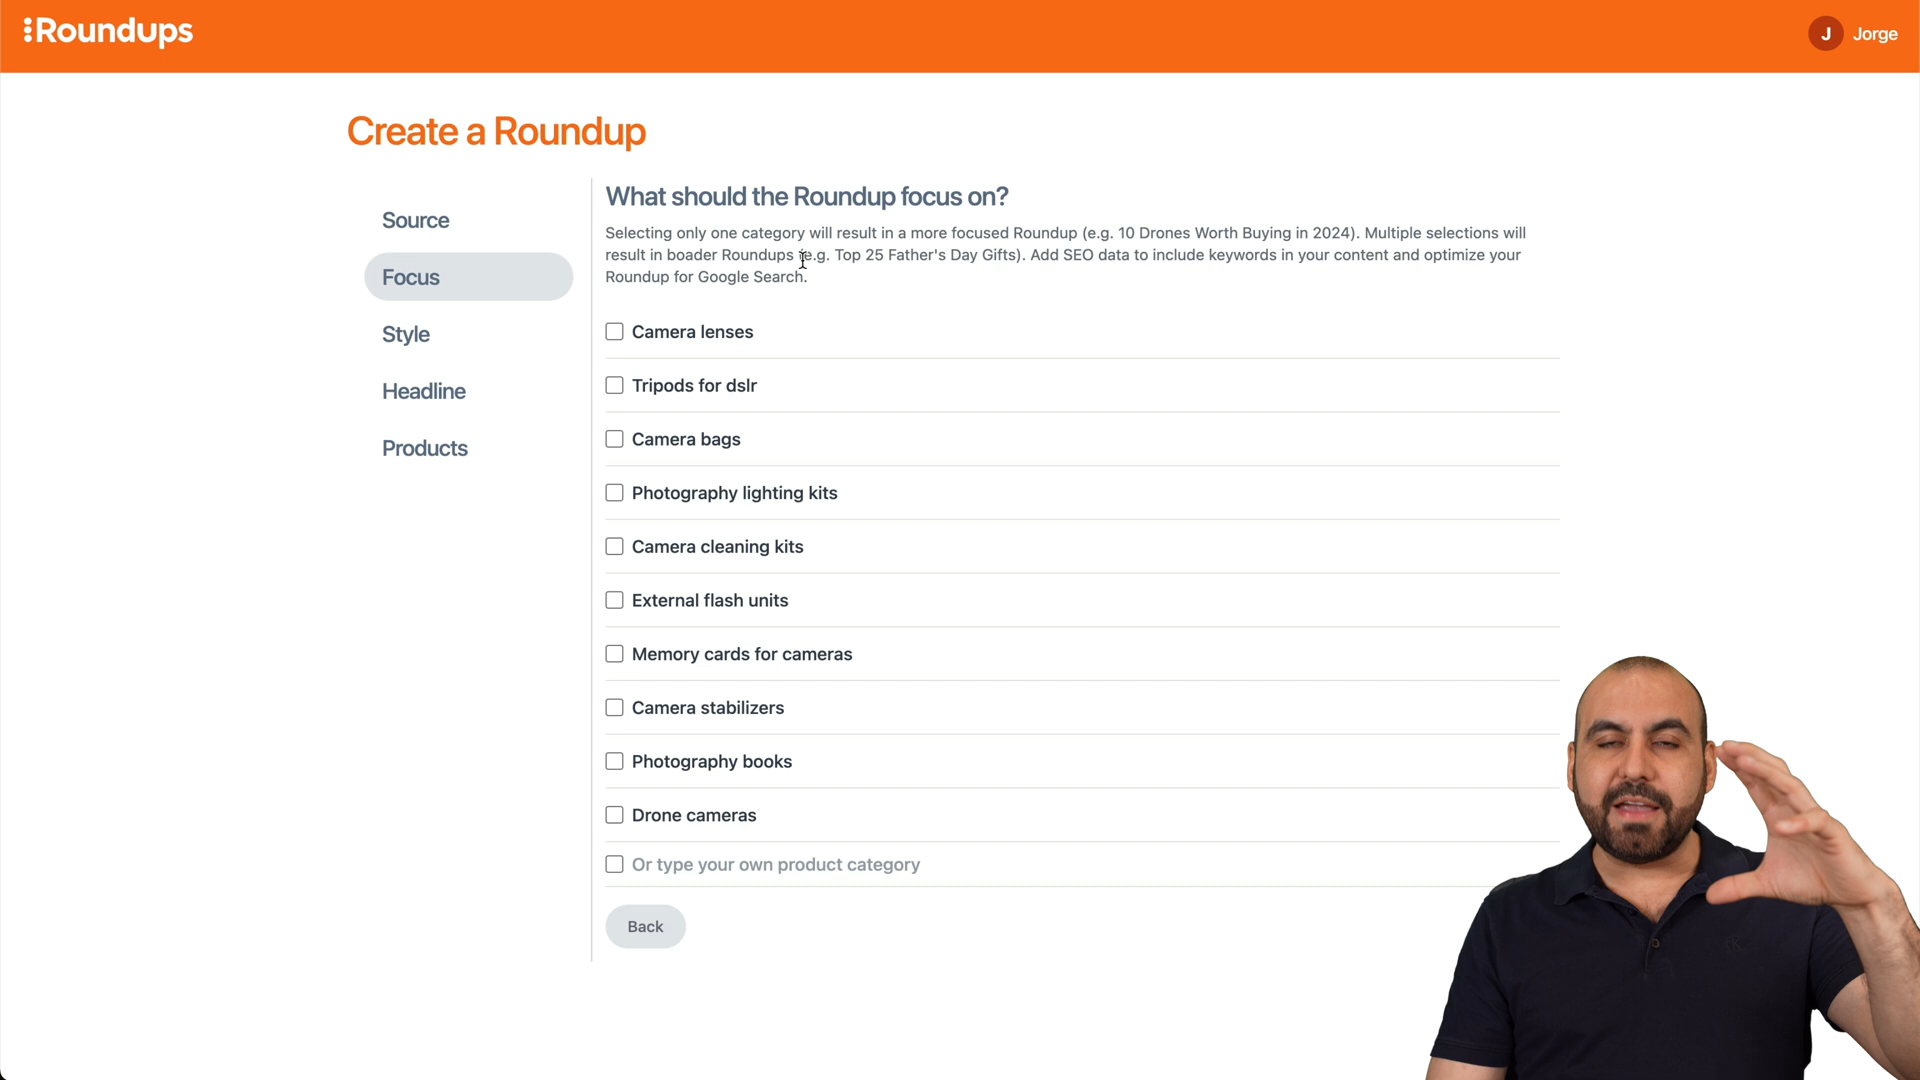 Roundups
J Jorge
Create a Roundup
Source
Focus
Style
Headline
Products
What should the Roundup focus on?
Selecting only one category will result in a more focused Roundup (e.g. 10 Drones Worth Buying in 2024). Multiple selections will
result in boader Roundups (e.g. Top 25 Father's Day Gifts). Add SEO data to include keywords in your content and optimize your
Roundup for Google Search.
Camera lenses
Tripods for dslr
Camera bags
Photography lighting kits
Camera cleaning kits
External flash units
Memory cards for cameras
Camera stabilizers
Photography books
Drone cameras
Or type your own product category
Back